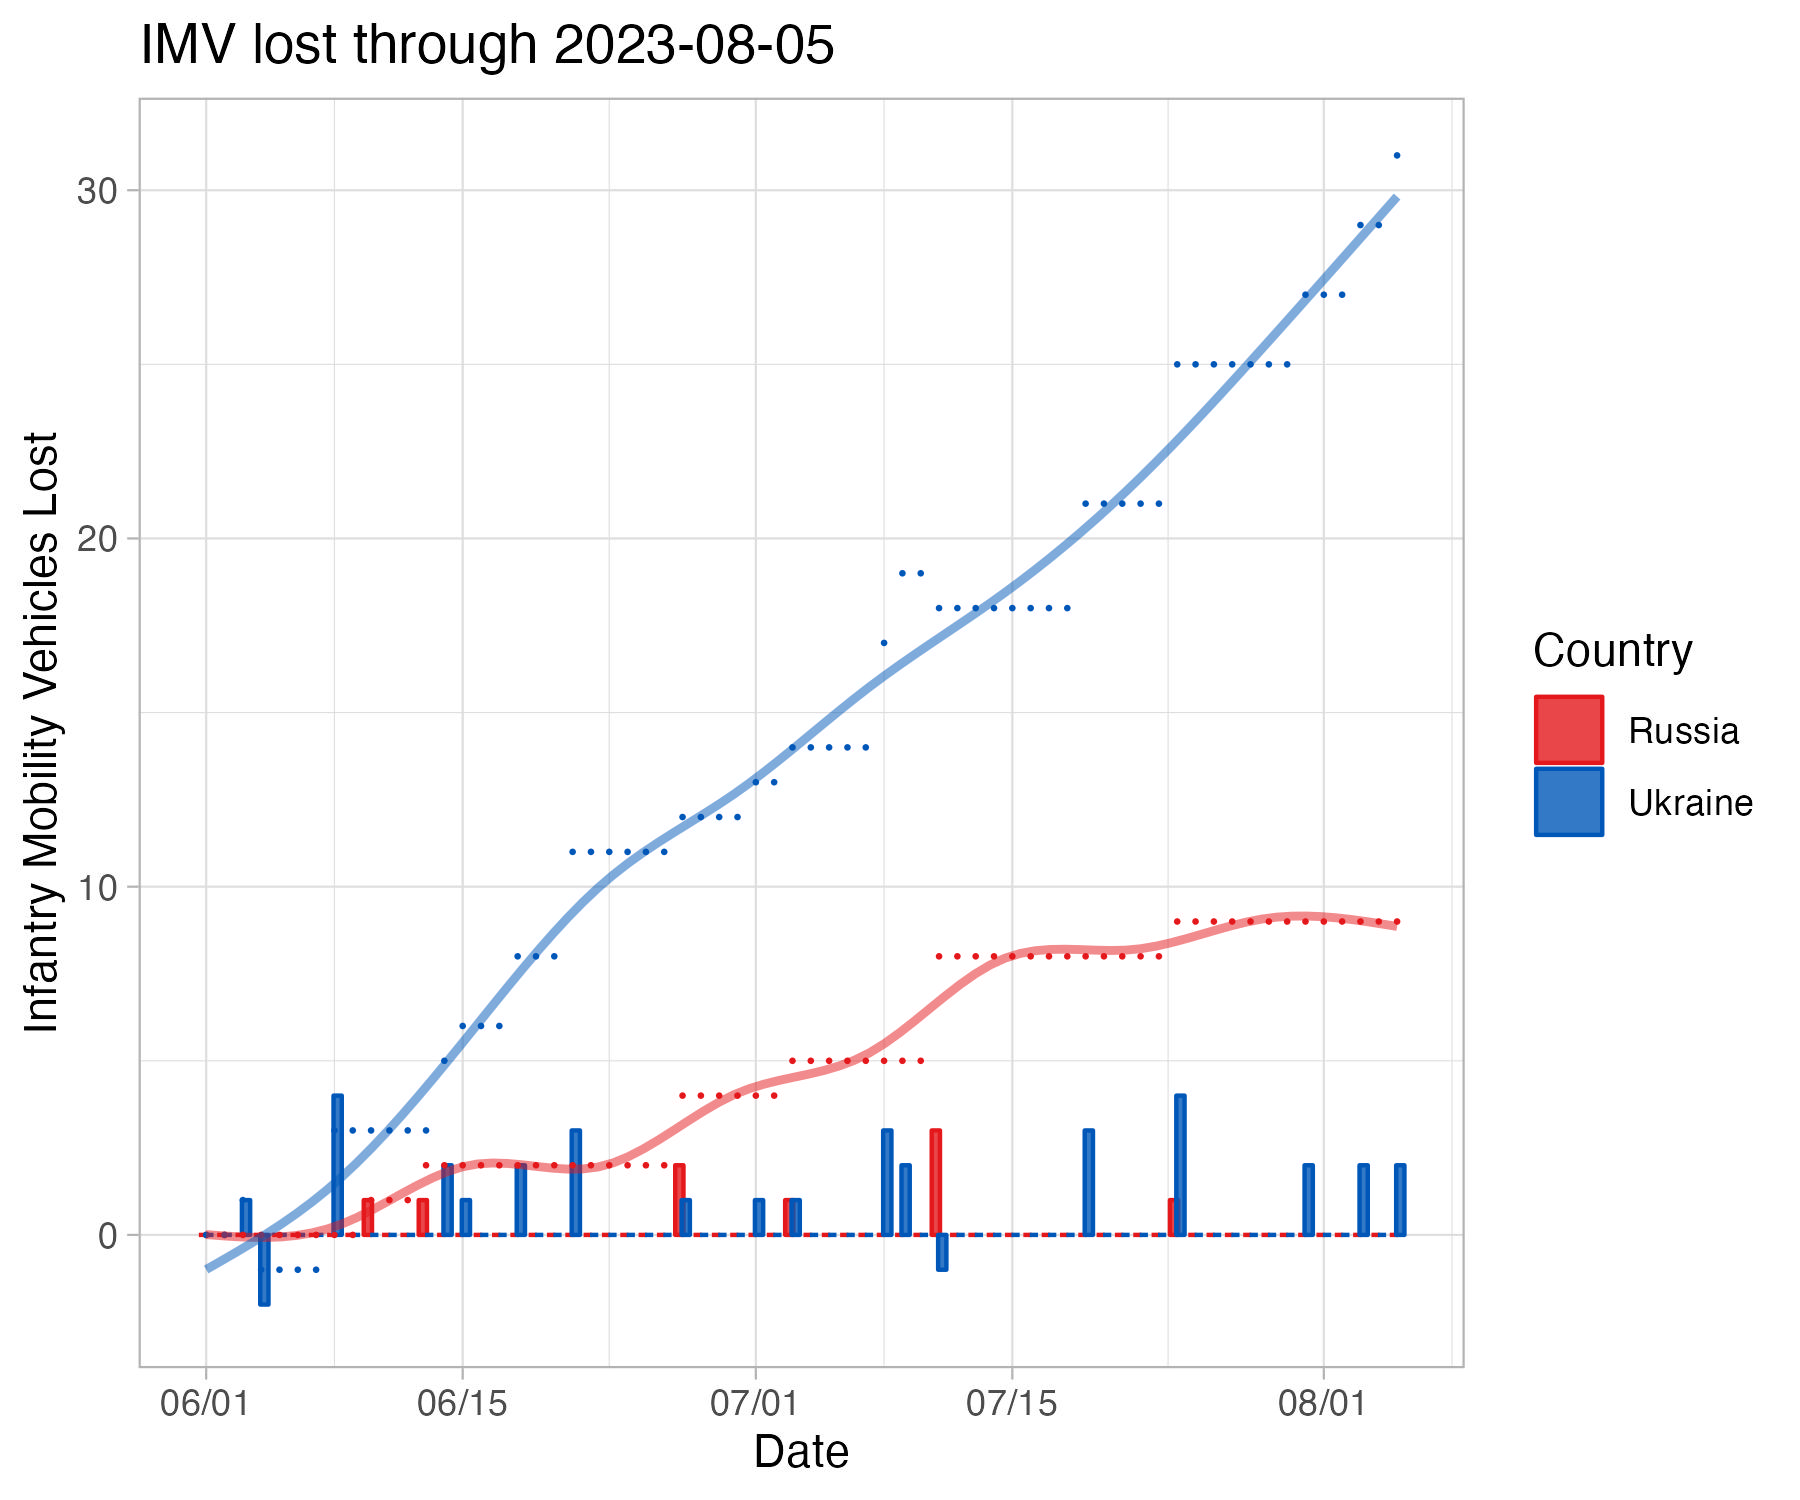 IMV lost through 2023-08-05
Infantry Mobility Vehicles Lost
30
20
10
0
06/01
06/15
07/01
07/15
08/01
Date
Country
Russia
Ukraine